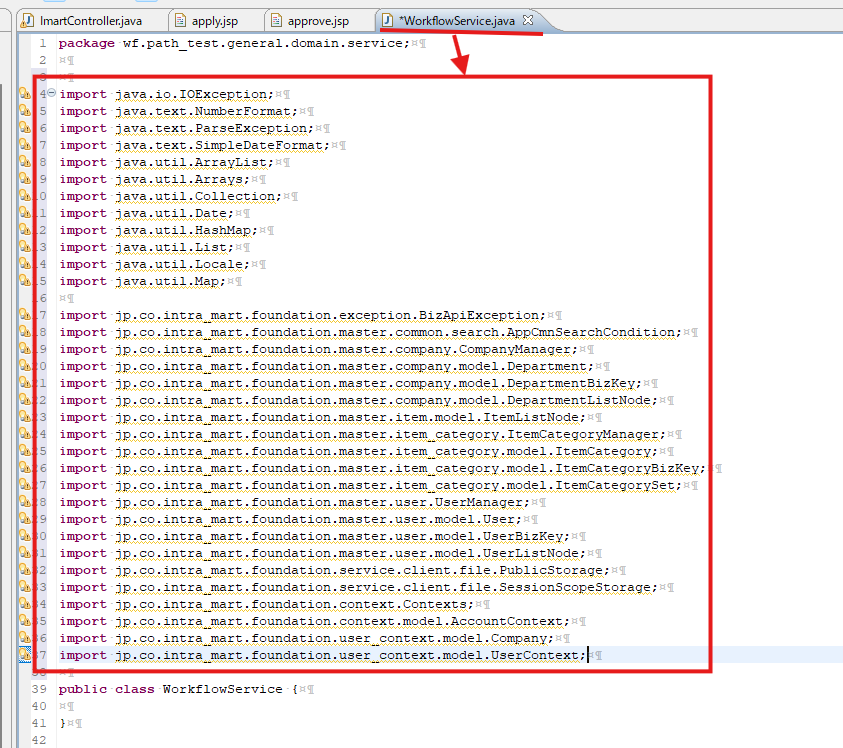 ImartController.java apply.jsp approve.jsp *WorkflowService.java
1 package wf.path_test.general.domain.service;
2
3
4 import java.io.IOException;
5 import java.text.NumberFormat;
6 import java.text.ParseException;
7 import java.text.SimpleDateFormat;
8 import java.util.ArrayList;
9 import java.util.Arrays;
10 import java.util.Collection;
11 import java.util.Date;
12 import java.util.HashMap;
13 import java.util.List;
14 import java.util.Locale;
15 import java.util.Map;
16
17 import jp.co.intra_mart.foundation.exception.BizApiException;
18 import jp.co.intra_mart.foundation.master.common.search.AppCmnSearchCondition;
19 import jp.co.intra_mart.foundation.master.company.CompanyManager;
20 import jp.co.intra_mart.foundation.master.company.model.Department;
21 import jp.co.intra_mart.foundation.master.company.model.DepartmentBizKey;
22 import jp.co.intra_mart.foundation.master.company.model.DepartmentListNode;
23 import jp.co.intra_mart.foundation.master.item.model.ItemListNode;
24 import jp.co.intra_mart.foundation.master.item_category.ItemCategoryManager;
25 import jp.co.intra_mart.foundation.master.item_category.model.ItemCategory;
26 import jp.co.intra_mart.foundation.master.item_category.model.ItemCategoryBizKey;
27 import jp.co.intra_mart.foundation.master.item_category.model.ItemCategorySet;
28 import jp.co.intra_mart.foundation.master.user.UserManager;
29 import jp.co.intra_mart.foundation.master.user.model.User;
30 import jp.co.intra_mart.foundation.master.user.model.UserBizKey;
31 import jp.co.intra_mart.foundation.master.user.model.UserListNode;
32 import jp.co.intra_mart.foundation.service.client.file.PublicStorage;
33 import jp.co.intra_mart.foundation.service.client.file.SessionScopeStorage;
34 import jp.co.intra_mart.foundation.context.Contexts;
35 import jp.co.intra_mart.foundation.context.model.AccountContext;
36 import jp.co.intra_mart.foundation.user_context.model.Company;
37 import jp.co.intra_mart.foundation.user_context.model.UserContext;
38
39 public class WorkflowService {
40
41 }
42